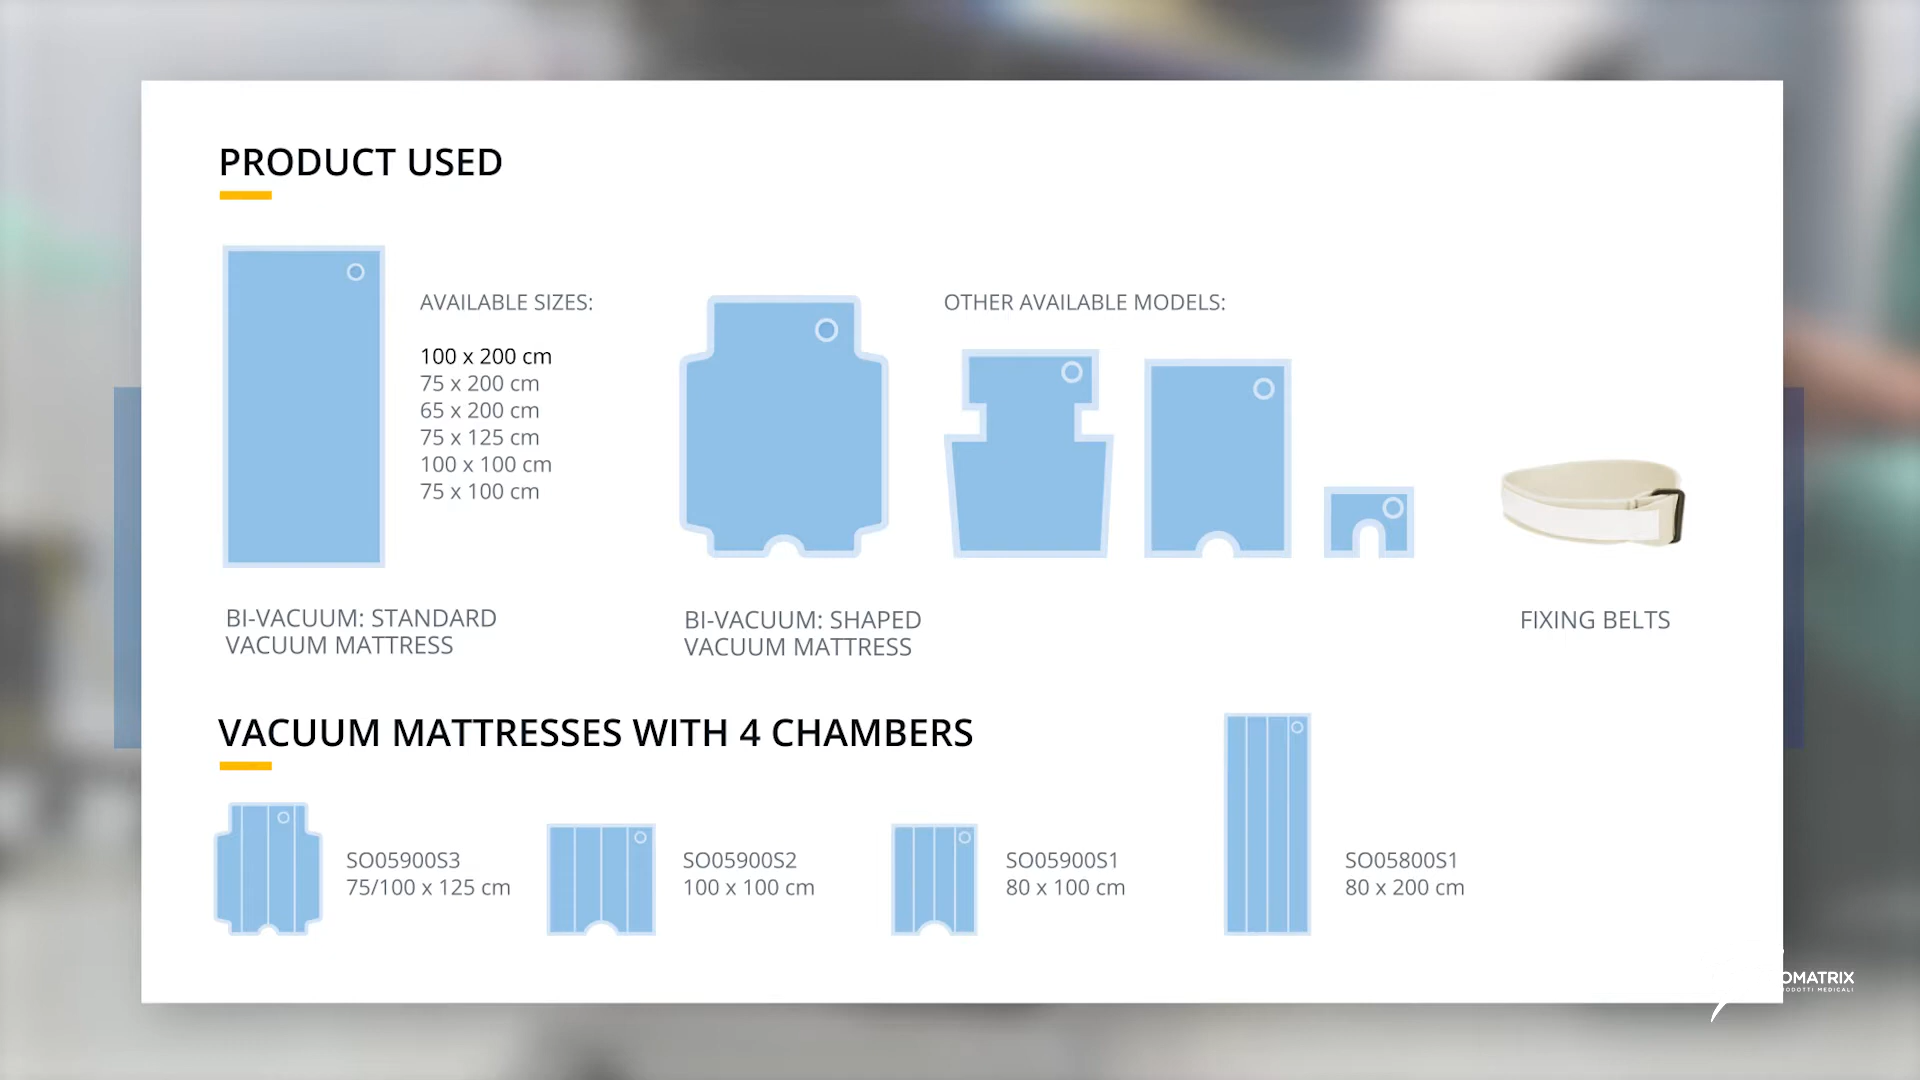 PRODUCT USED
AVAILABLE SIZES:
100 x 200 cm
75 x 200 cm
65 x 200 cm
75 x 125 cm
100 x 100 cm
75 x 100 cm
OTHER AVAILABLE MODELS:
BI-VACUUM: STANDARD
VACUUM MATTRESS
BI-VACUUM: SHAPED
VACUUM MATTRESS
FIXING BELTS
VACUUM MATTRESSES WITH 4 CHAMBERS
SO05900S3
75/100 x 125 cm
SO05900S2
100 x 100 cm
SO05900S1
80 x 100 cm
SO05800S1
80 x 200 cm
OMATRIX
ODOTTI MEDICALI